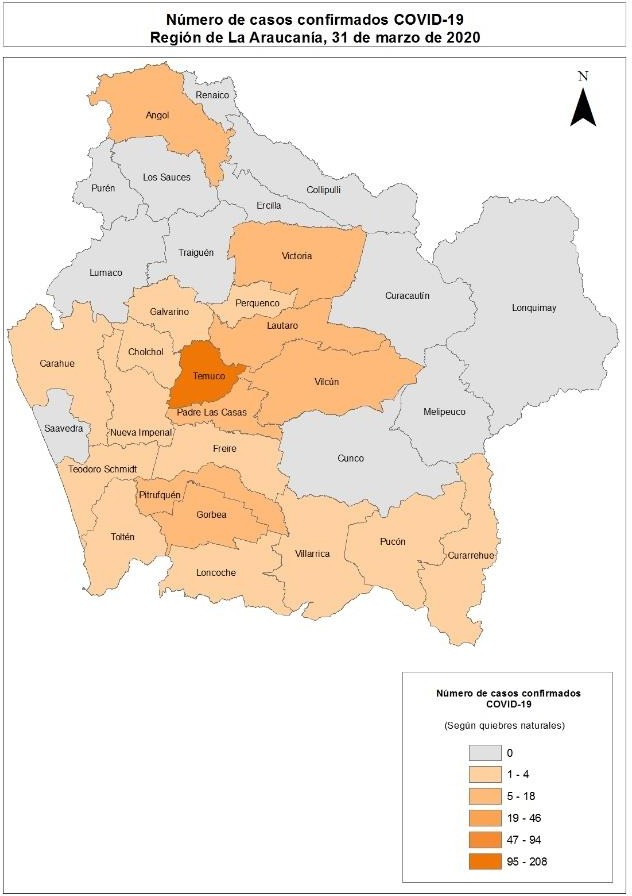 Número de casos confirmados COVID-19
Región de La Araucanía, 31 de marzo de 2020
N
Renaico
Angol
Los Sauces
Purén
Collipulli
Ercilla
Traiguén
Victoria
Lumaco
Curacautín
Lonquimay
Perquenco
Galvarino
Lautaro
Cholchol
Carahue
Temuco
Vilcún
Padre Las Casas
Melipeuco
Saavedra
Nueva Imperial
Freire
Cunco
Teodoro Schmidt
Pitrufquén
Gorbea
Toltén
Villarrica
Pucón
Curarrehue
Loncoche
Número de casos confirmados
COVID-19
(Según quiebres naturales)
0
1 - 4
5 - 18
19 - 46
47 - 94
95 - 208